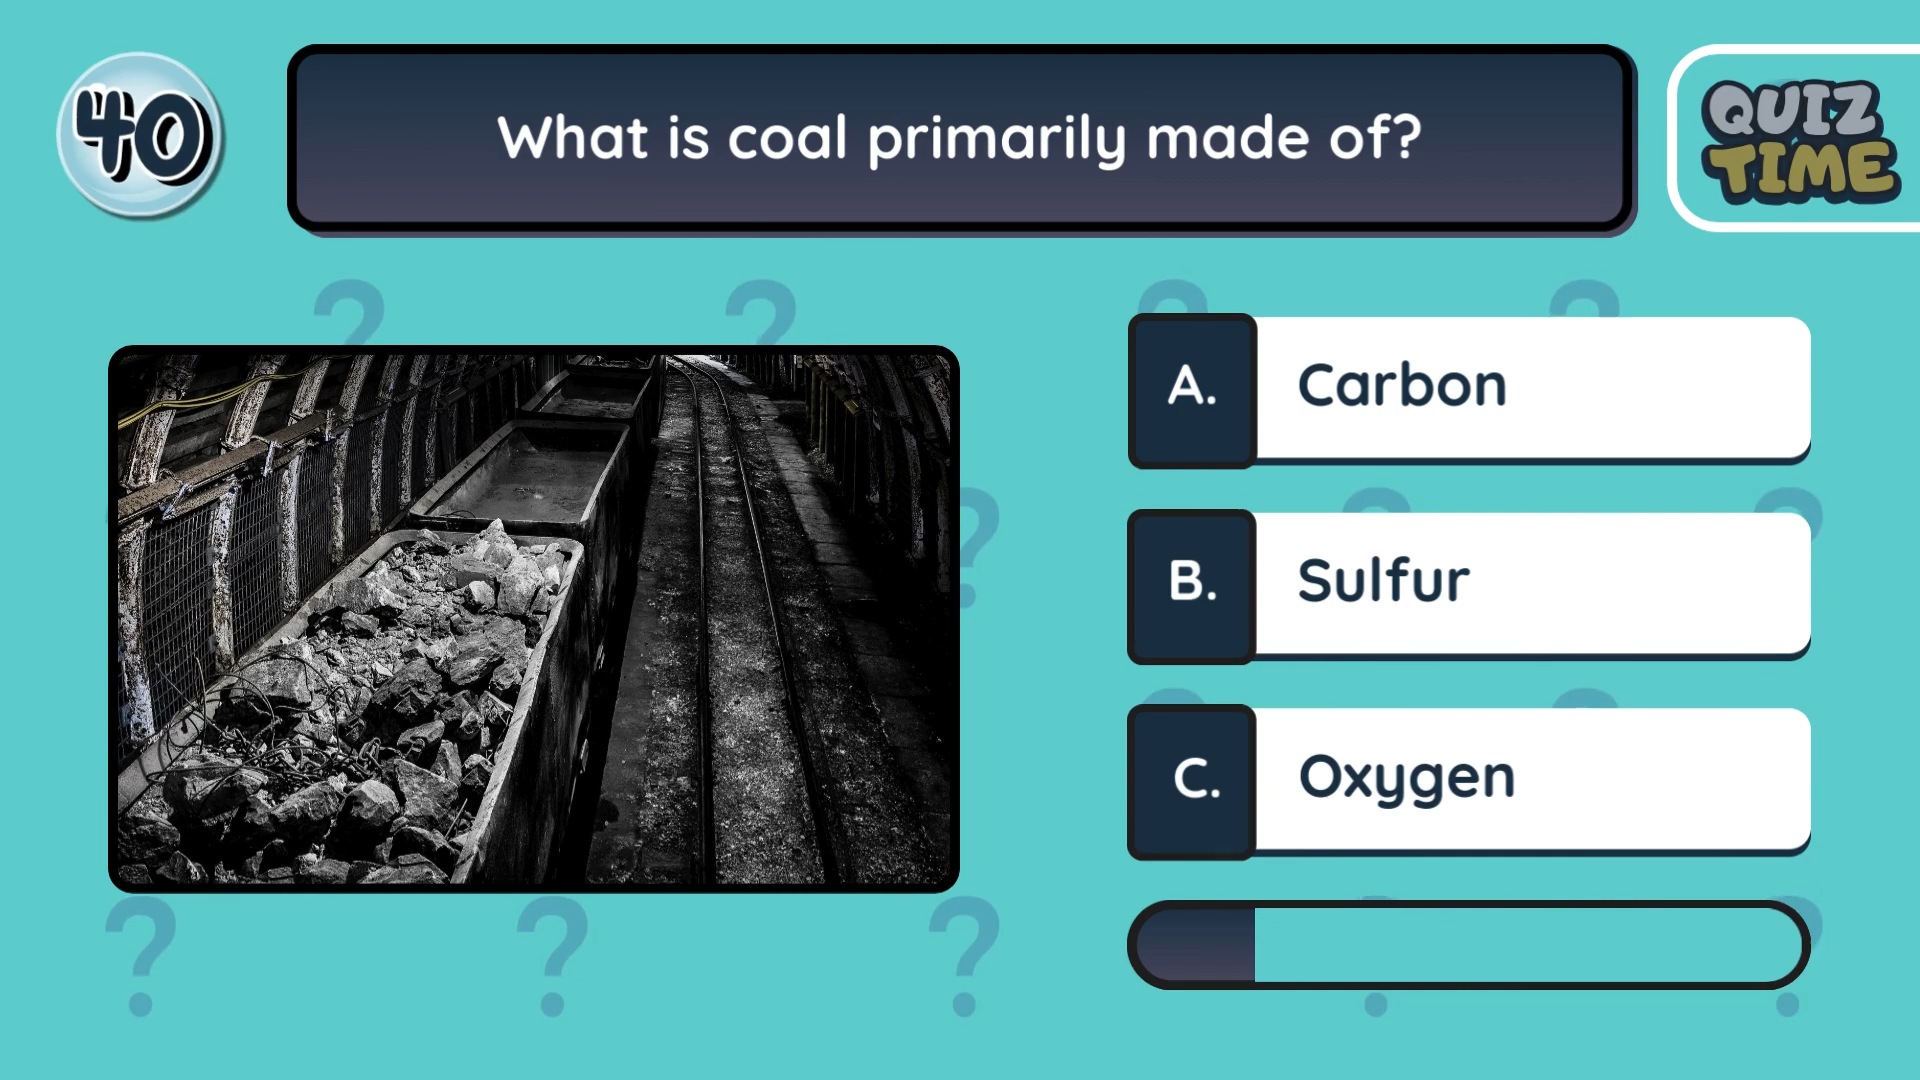 40
What is coal primarily made of?
QUIZ
TIME
A. Carbon
B. Sulfur
C. Oxygen